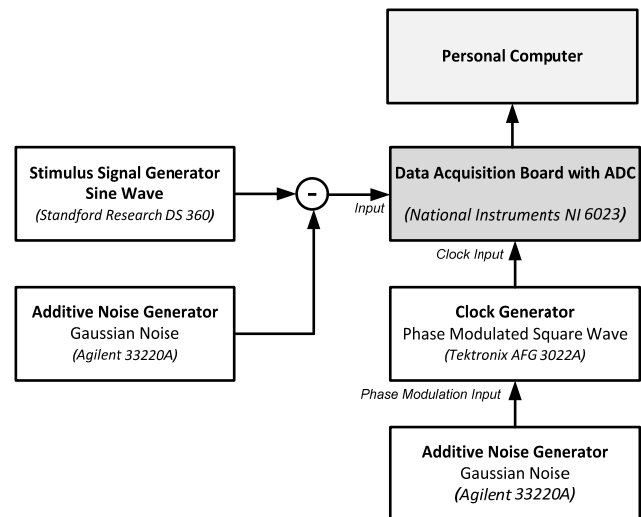 Personal Computer
Stimulus Signal Generator
Sine Wave
(Standford Research DS 360)
-
Input
Data Acquisition Board with ADC
(National Instruments NI 6023)
Clock Input
Additive Noise Generator
Gaussian Noise
(Agilent 33220A)
Clock Generator
Phase Modulated Square Wave
(Tektronix AFG 3022A)
Phase Modulation Input
Additive Noise Generator
Gaussian Noise
(Agilent 33220A)